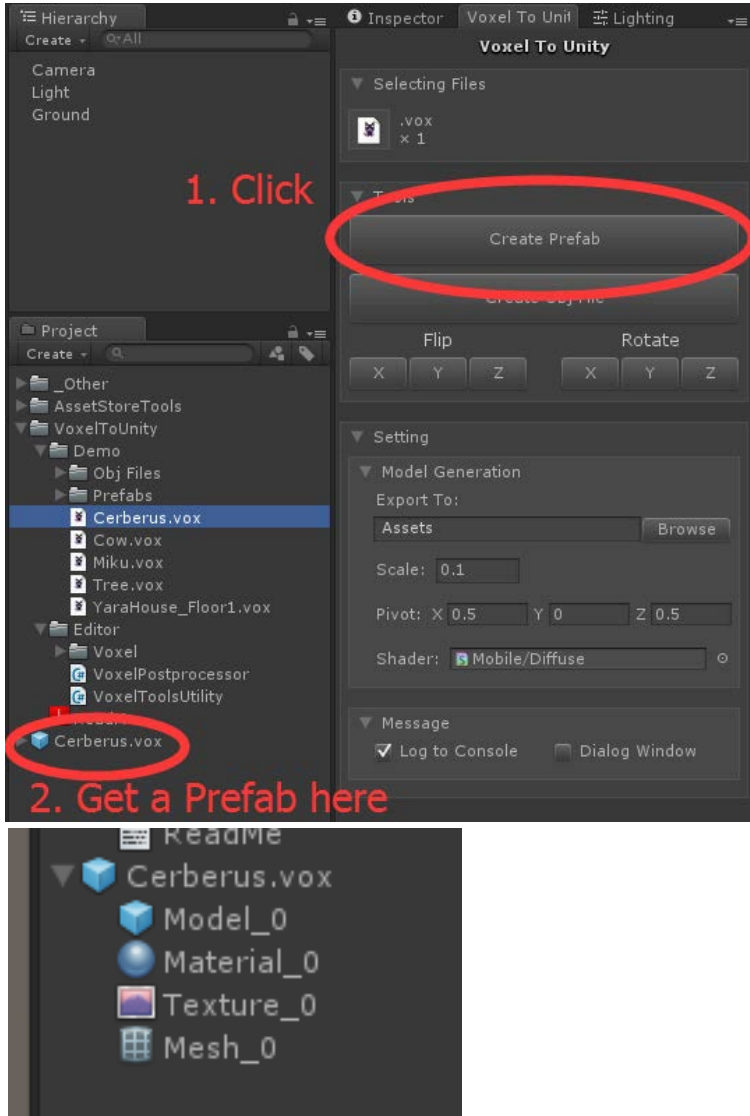 Hierarchy
Create
All
Camera
Light
Ground
1. Click
Project
Create
_Other
AssetStoreTools
VoxelToUnity
Demo
Obj Files
Prefabs
Cerberus.vox
Cow.vox
Miku.vox
Tree.vox
YaraHouse_Floor1.vox
Editor
Voxel
VoxelPostprocessor
VoxelToolsUtility
Cerberus.vox
2. Get a Prefab here
Inspector
Voxel To Unit
Lighting
Voxel To Unity
Selecting Files
.vox
× 1
Tools
Create Prefab
Create Obj File
Flip Rotate
X Y Z X Y Z
Setting
Model Generation
Export To:
Assets Browse
Scale: 0.1
Pivot: X 0.5 Y 0 Z 0.5
Shader: Mobile/Diffuse
Message
Log to Console Dialog Window
ReadMe
Cerberus.vox
Model_0
Material_0
Texture_0
Mesh_0